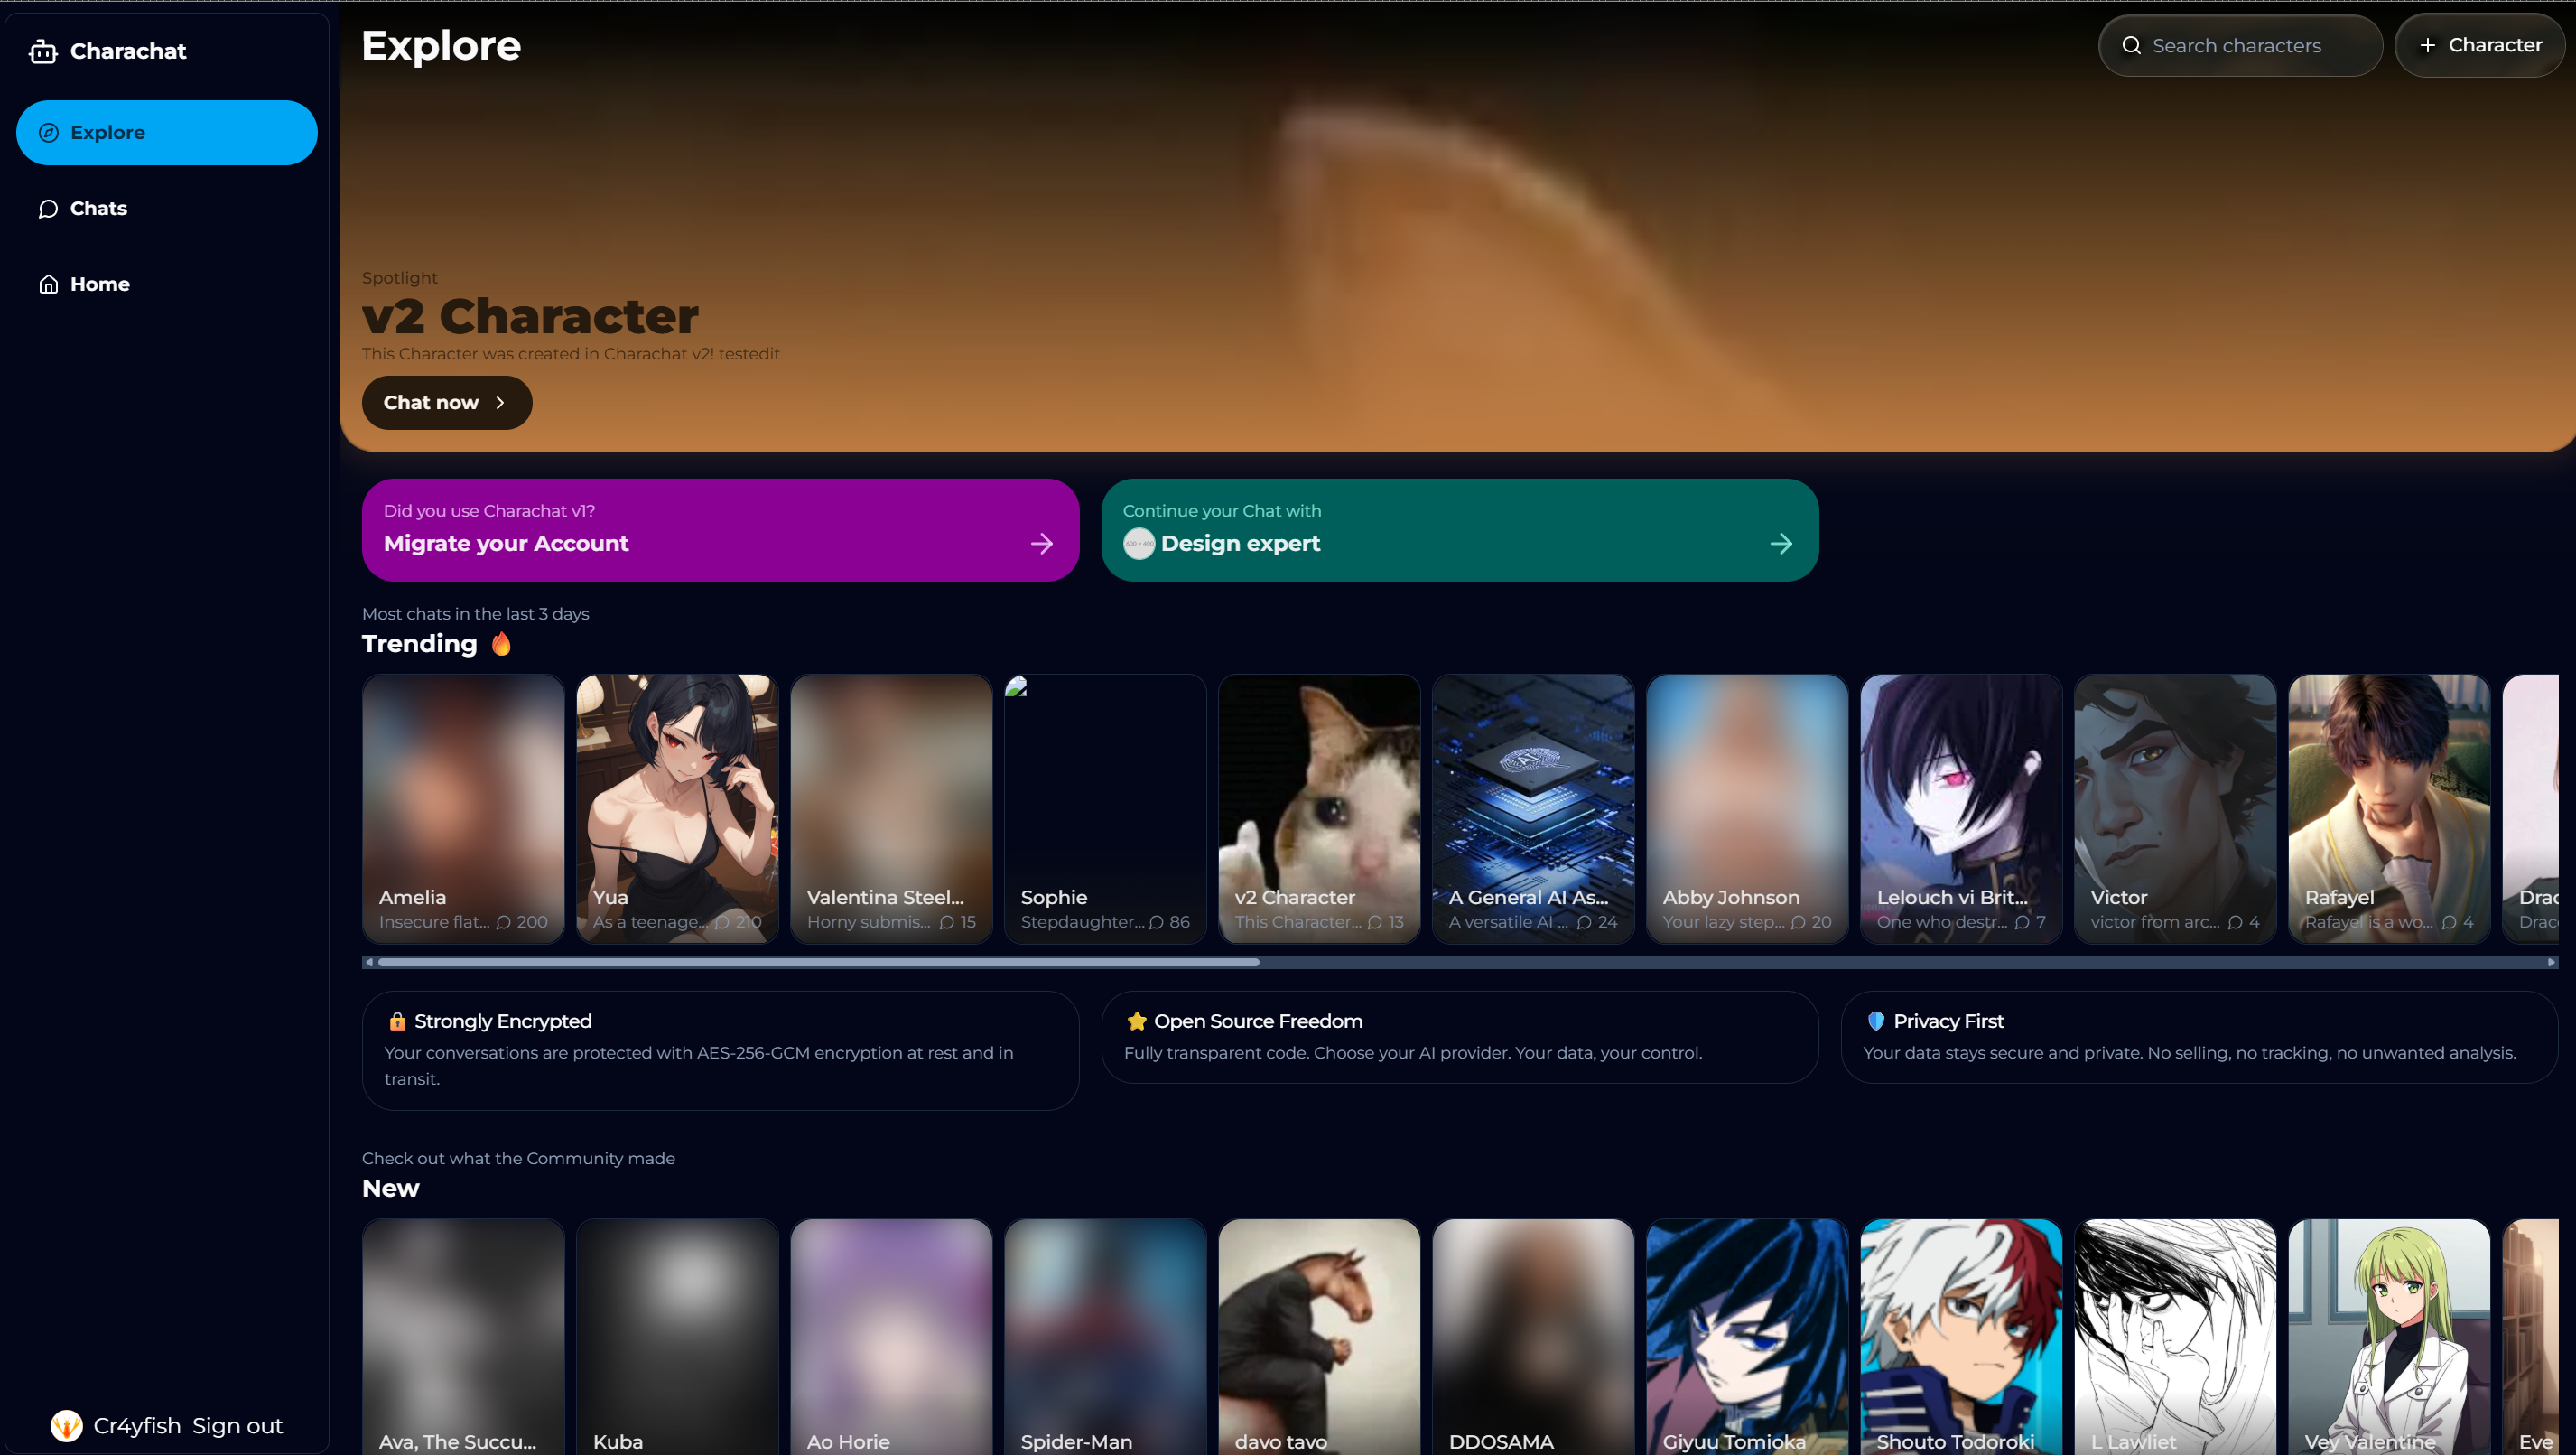 Charachat
Explore
Chats
Home
Cr4yfish Sign out
Explore
Search characters
Character
Spotlight
v2 Character
This Character was created in Charachat v2! testedit
Chat now
Did you use Charachat v1?
Migrate your Account
Continue your Chat with
600 × 400
Design expert
Most chats in the last 3 days
Trending 🔥
Amelia
Insecure flat... 200
Yua
As a teenage... 210
Valentina Steel...
Horny submis... 15
Sophie
Stepdaughter... 86
v2 Character
This Character... 13
AI
A General AI As...
A versatile AI ... 24
Abby Johnson
Your lazy step... 20
Lelouch vi Brit...
One who destr... 7
Victor
victor from arc... 4
Rafayel
Rafayel is a wo... 4
Drac
Drac
🔒 Strongly Encrypted
Your conversations are protected with AES-256-GCM encryption at rest and in
transit.
⭐ Open Source Freedom
Fully transparent code. Choose your AI provider. Your data, your control.
🛡️ Privacy First
Your data stays secure and private. No selling, no tracking, no unwanted analysis.
Check out what the Community made
New
Ava, The Succu...
Kuba
Ao Horie
Spider-Man
davo tavo
DDOSAMA
Giyuu Tomioka
Shouto Todoroki
L Lawliet
Vey Valentine
Eve